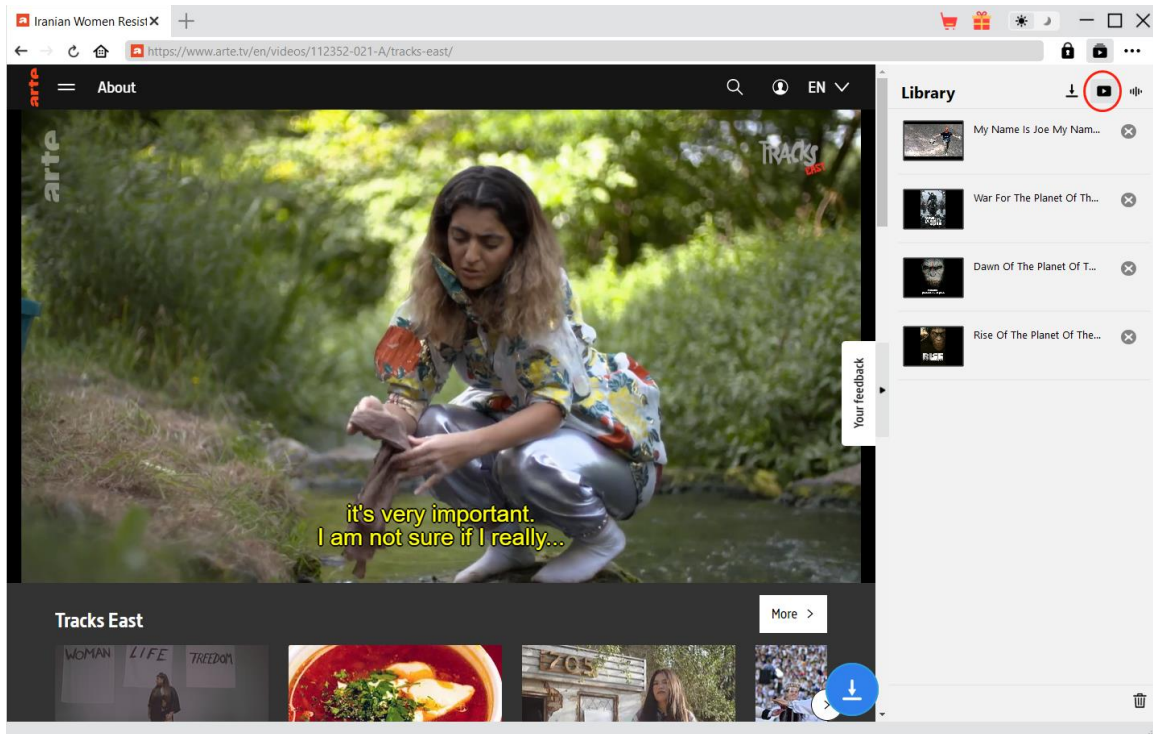 Iranian Women Resist
https://www.arte.tv/en/videos/112352-021-A/tracks-east/
arte
About
EN
arte
TRACKS
EAST
Your feedback
it's very important.
I am not sure if I really...
Tracks East
More >
WOMAN LIFE FREEDOM
Library
My Name Is Joe My Nam...
War For The Planet Of Th...
Dawn Of The Planet Of T...
Rise Of The Planet Of The...
RISE